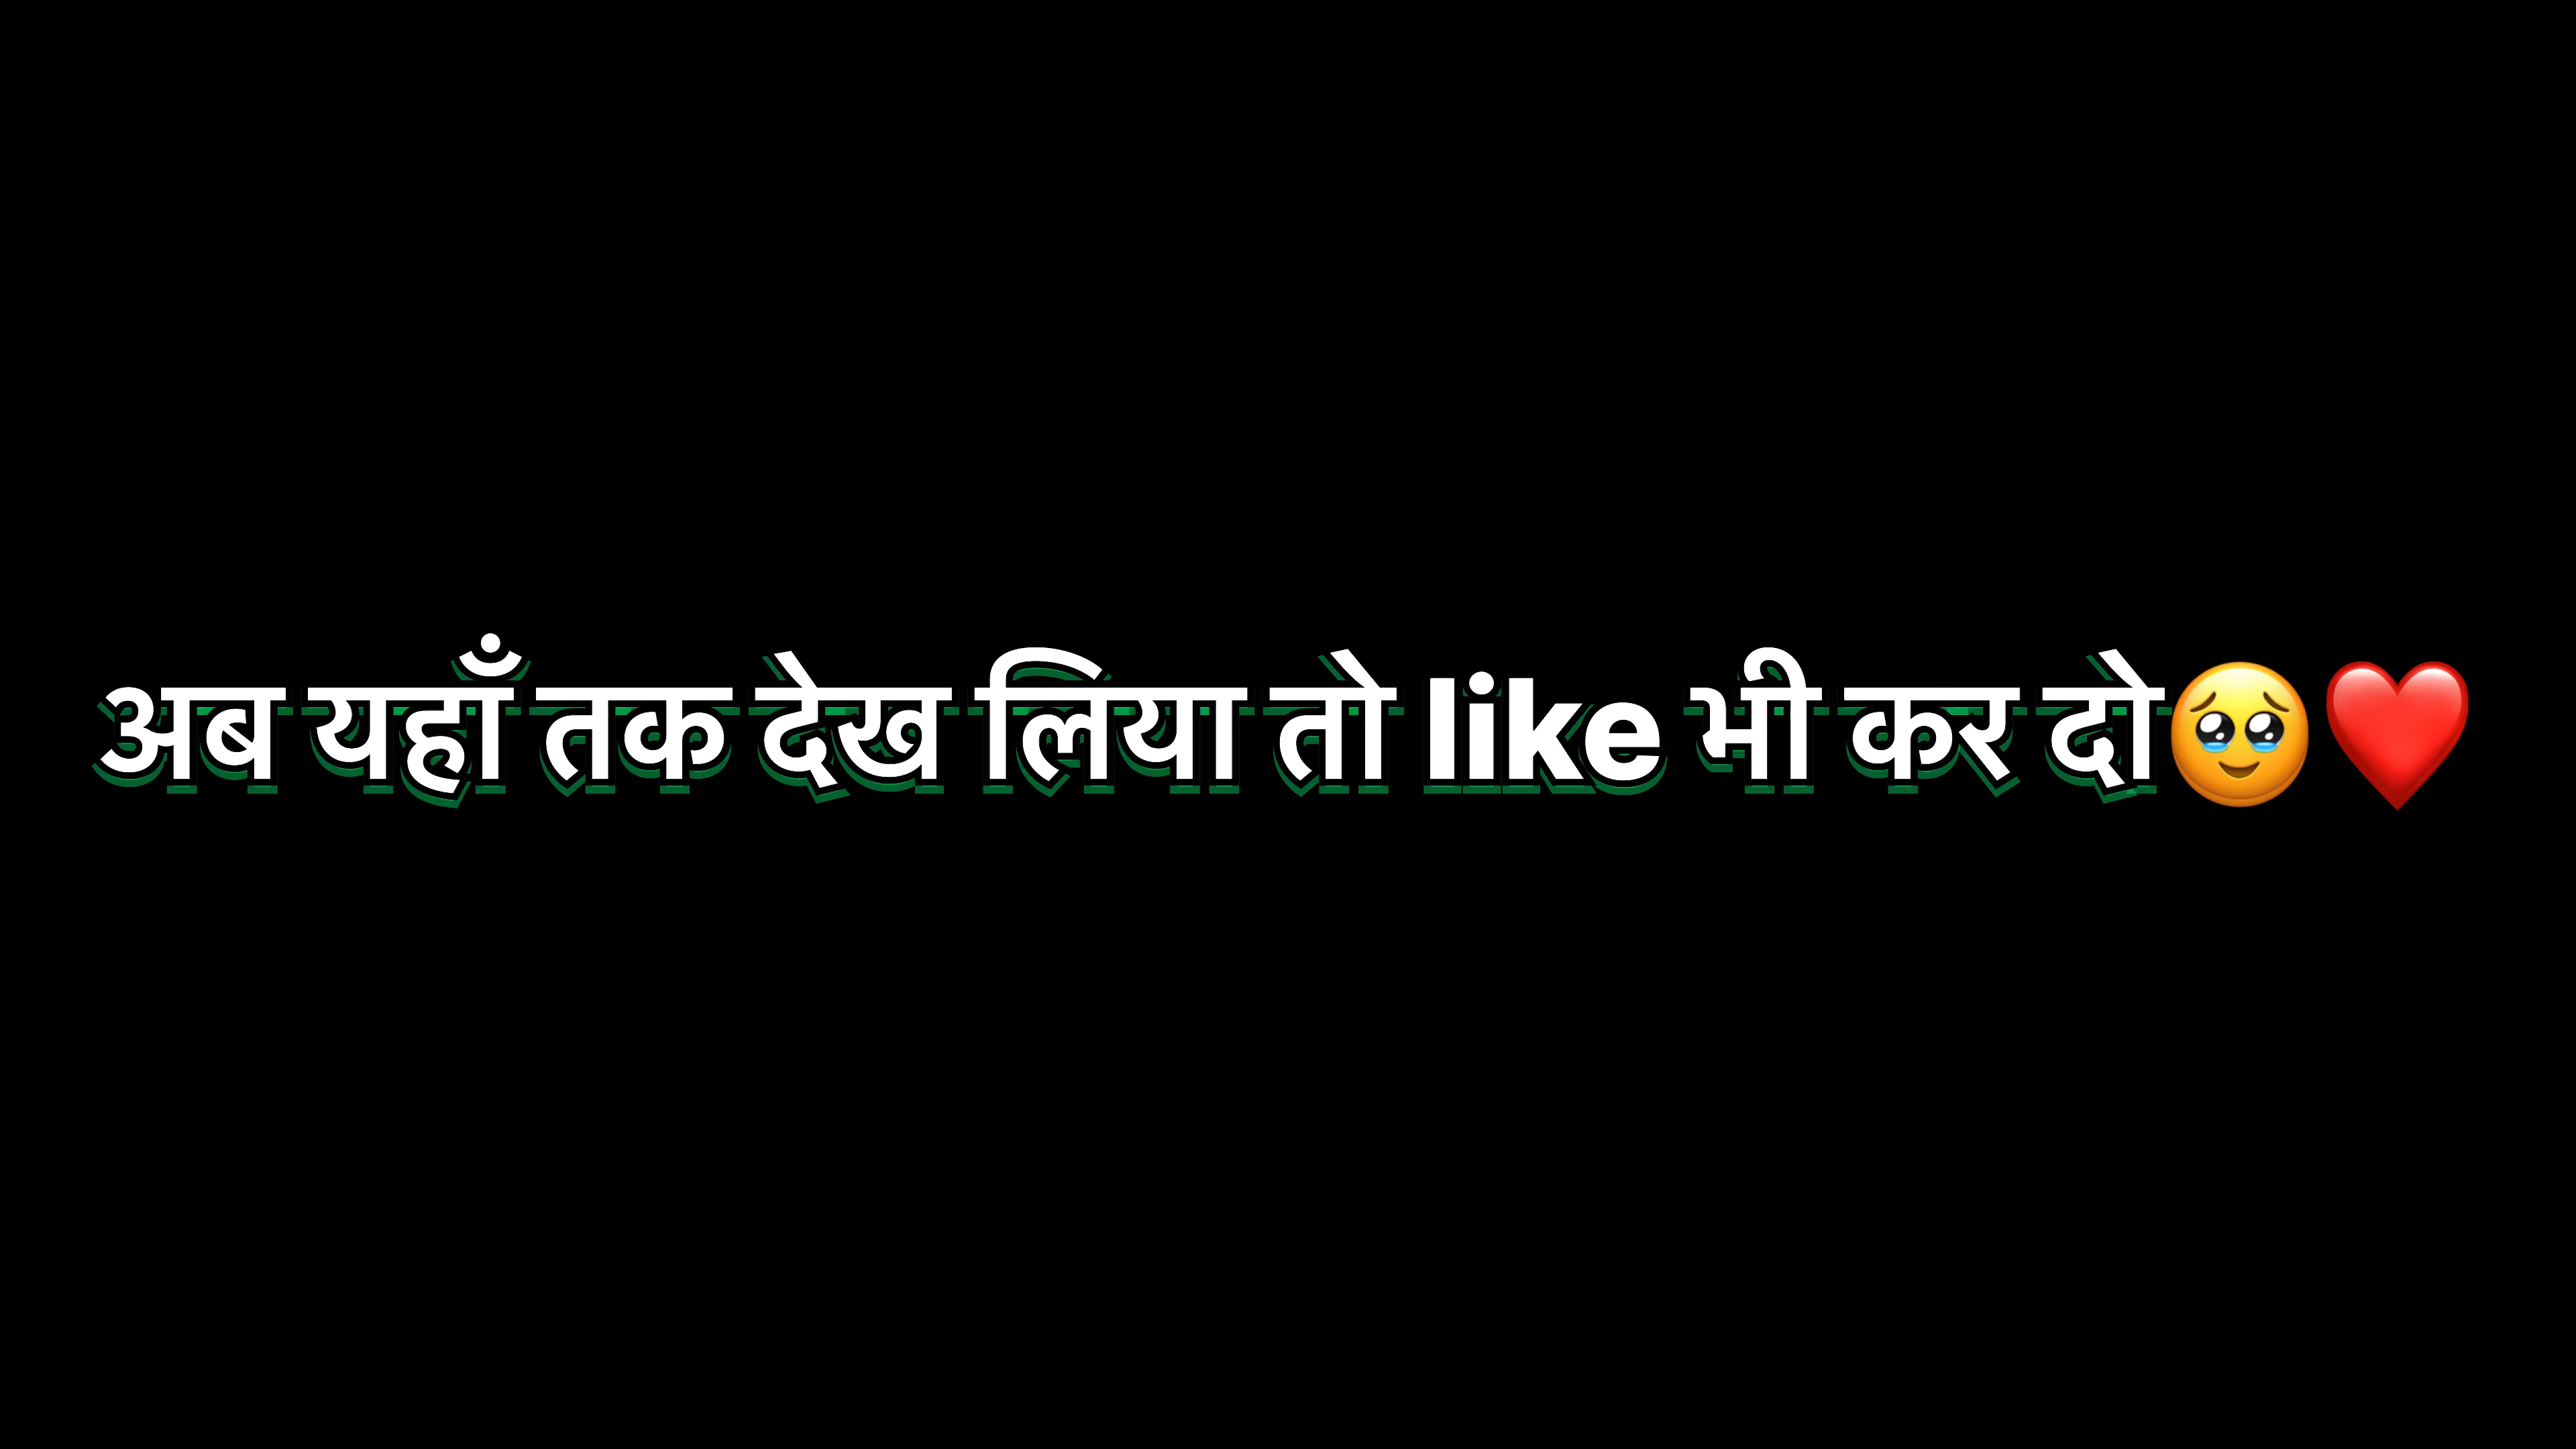 अब यहाँ तक देख लिया तो like भी कर दो🥹❤️